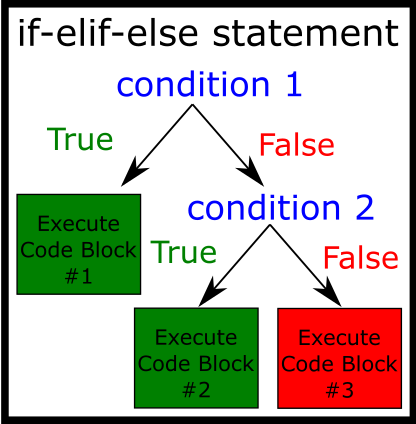 if-elif-else statement
condition 1
True
False
Execute
Code Block
#1
condition 2
True
False
Execute
Code Block
#2
Execute
Code Block
#3